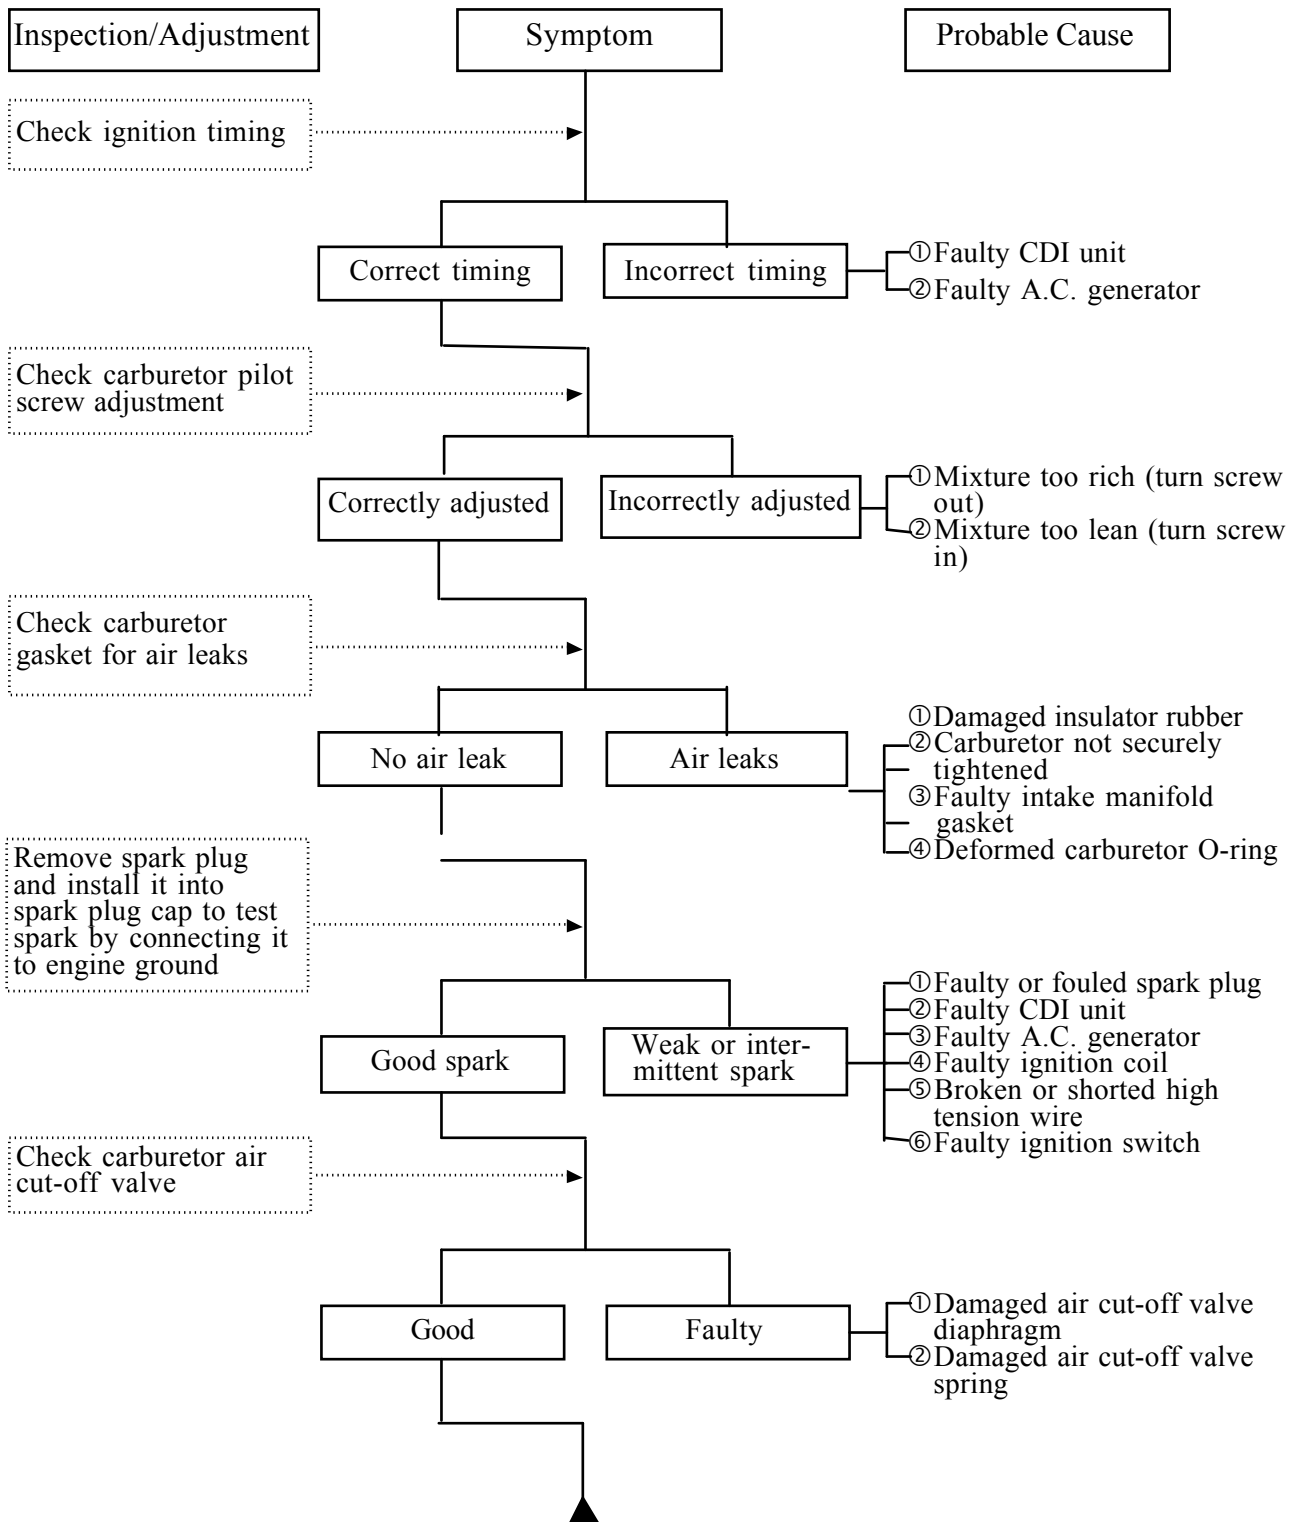 Inspection/Adjustment
Symptom
Probable Cause
Check ignition timing
Correct timing
Incorrect timing
①Faulty CDI unit
②Faulty A.C. generator
Check carburetor pilot
screw adjustment
Correctly adjusted
Incorrectly adjusted
①Mixture too rich (turn screw
out)
②Mixture too lean (turn screw
in)
Check carburetor
gasket for air leaks
No air leak
Air leaks
①Damaged insulator rubber
②Carburetor not securely
tightened
③Faulty intake manifold
gasket
④Deformed carburetor O-ring
Remove spark plug
and install it into
spark plug cap to test
spark by connecting it
to engine ground
Good spark
Weak or inter-
mittent spark
①Faulty or fouled spark plug
②Faulty CDI unit
③Faulty A.C. generator
④Faulty ignition coil
⑤Broken or shorted high
tension wire
⑥Faulty ignition switch
Check carburetor air
cut-off valve
Good
Faulty
①Damaged air cut-off valve
diaphragm
②Damaged air cut-off valve
spring